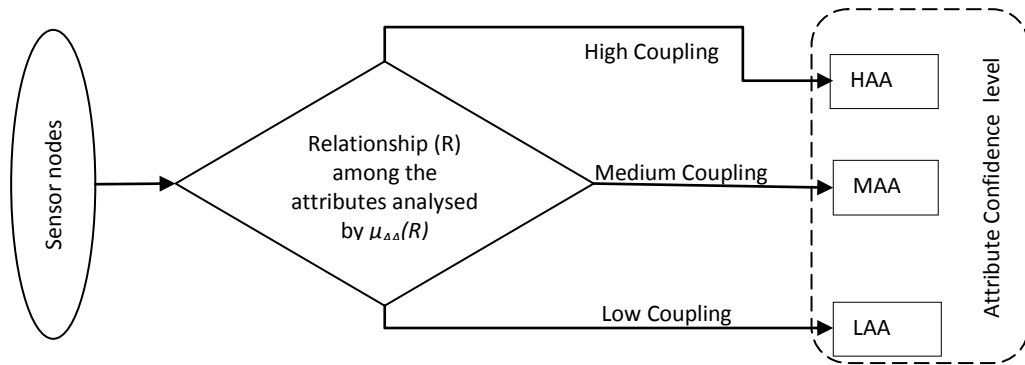 Sensor nodes
Relationship (R)
among the
attributes analysed
by μAA(R)
High Coupling
Medium Coupling
Low Coupling
HAA
MAA
LAA
Attribute Confidence level